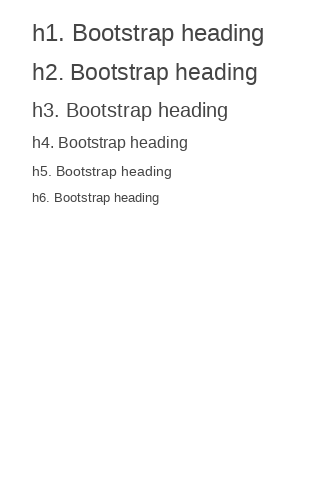 h1. Bootstrap heading
h2. Bootstrap heading
h3. Bootstrap heading
h4. Bootstrap heading
h5. Bootstrap heading
h6. Bootstrap heading